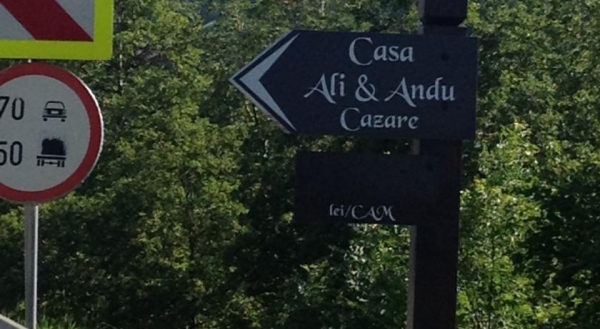 70
50
Casa
Ali & Andu
Cazare
lei/CAM